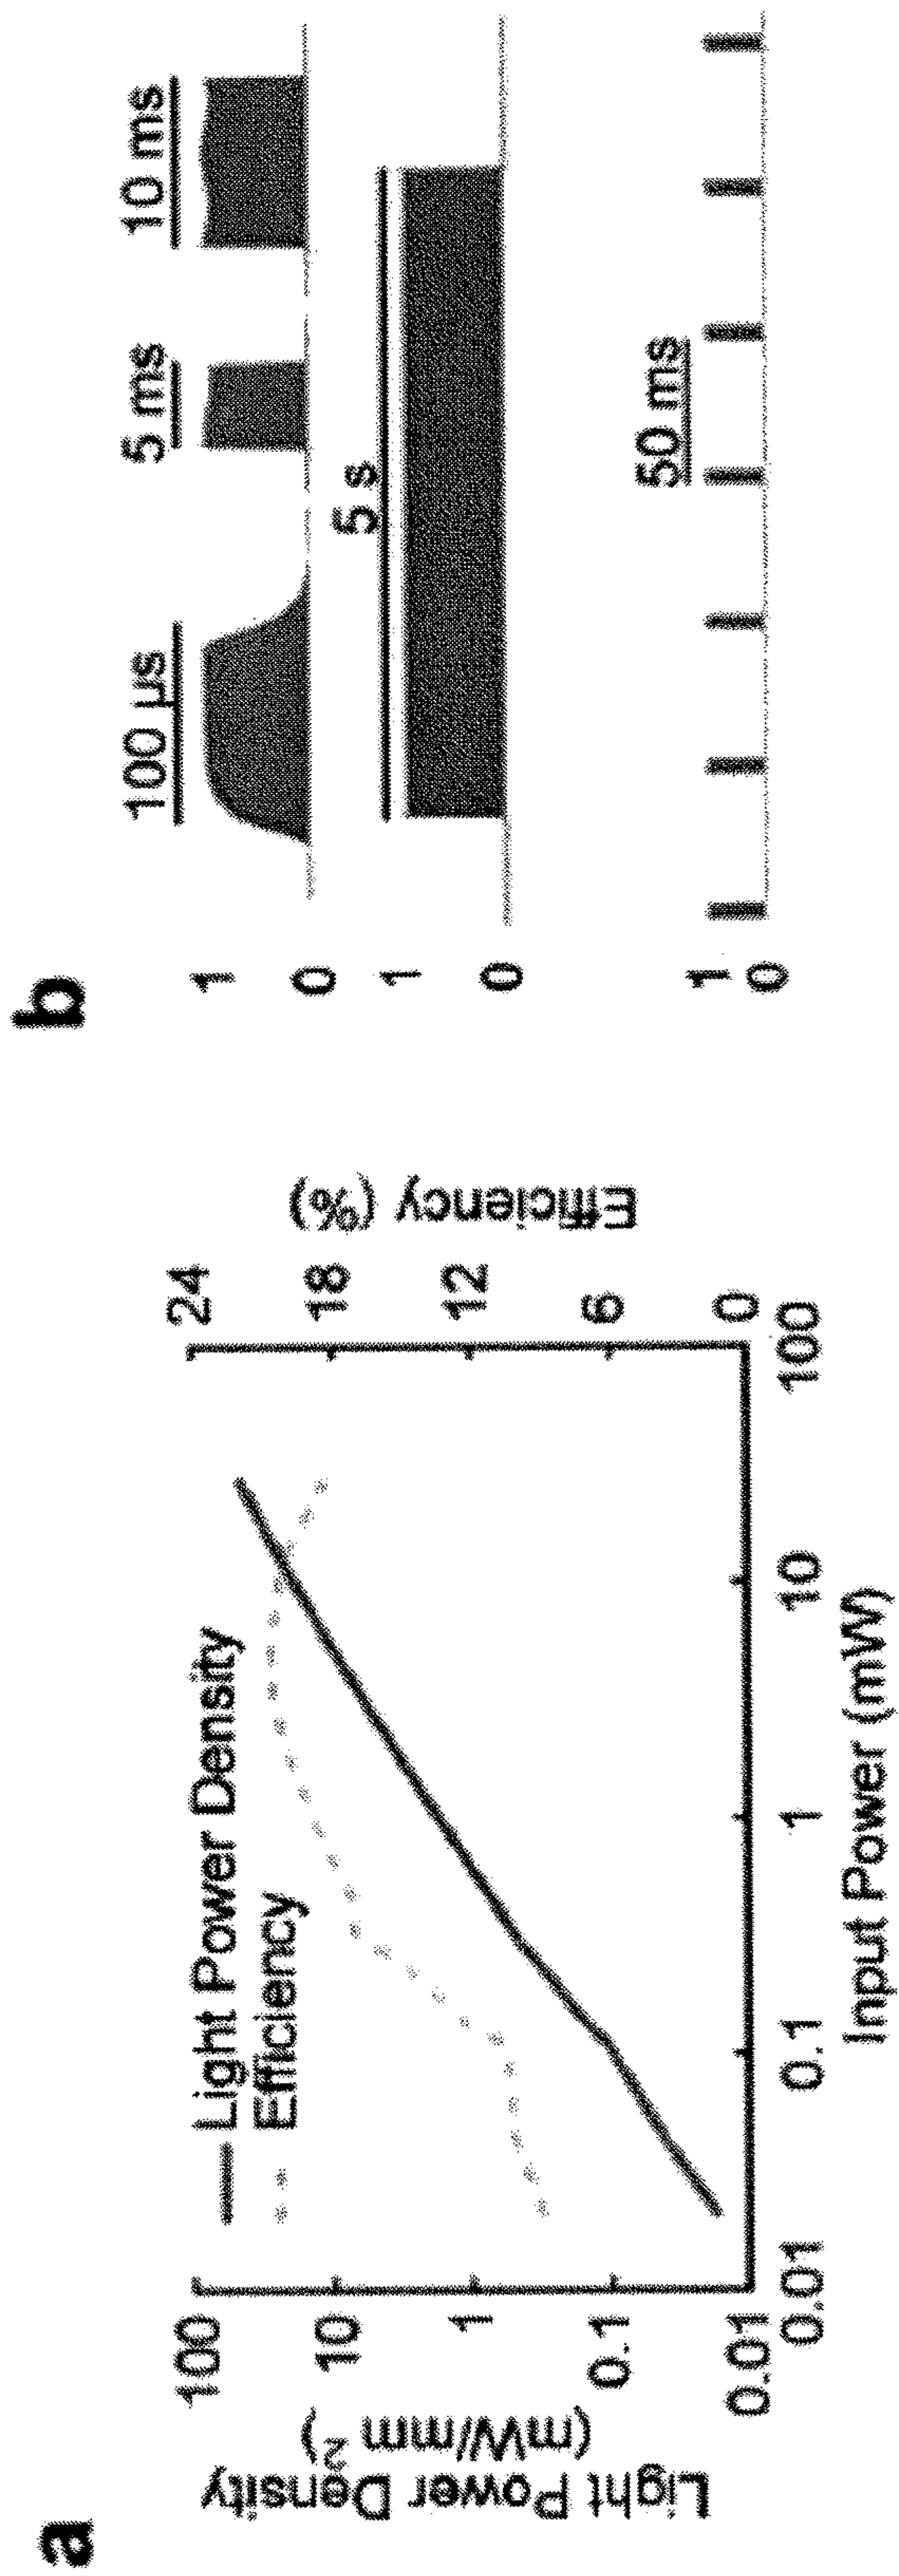 a
Light Power Density
(mW/mm 2)
100
10
1
0.1
0.01
Light Power Density
Efficiency
0.01
0.1
1
10
100
Input Power (mW)
24
18
12
6
0
Efficiency (%)
b
1
0
100 µs
5 ms
10 ms
1
0
5 s
1
0
50 ms